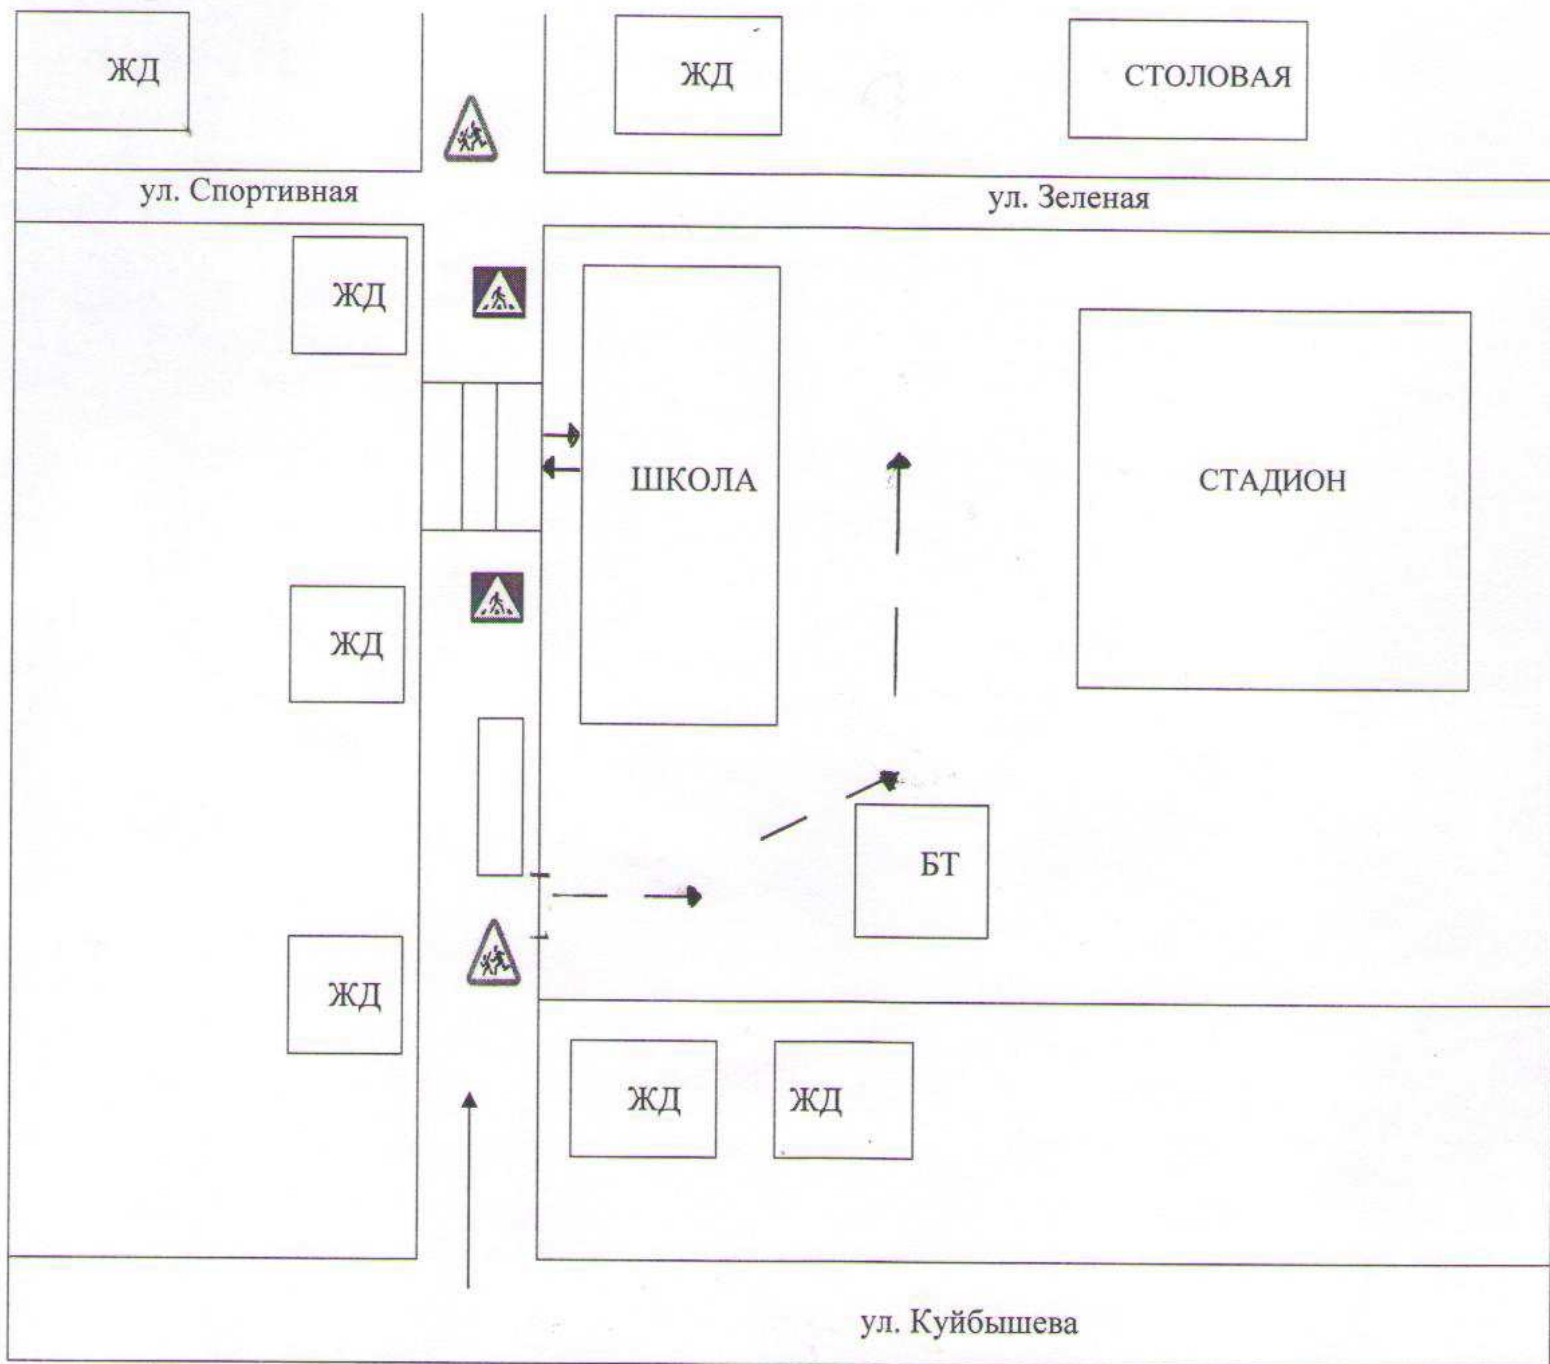 ЖД
ЖД
СТОЛОВАЯ
ул. Спортивная
ул. Зеленая
ЖД
ШКОЛА
СТАДИОН
ЖД
БТ
ЖД
ЖД
ЖД
ул. Куйбышева